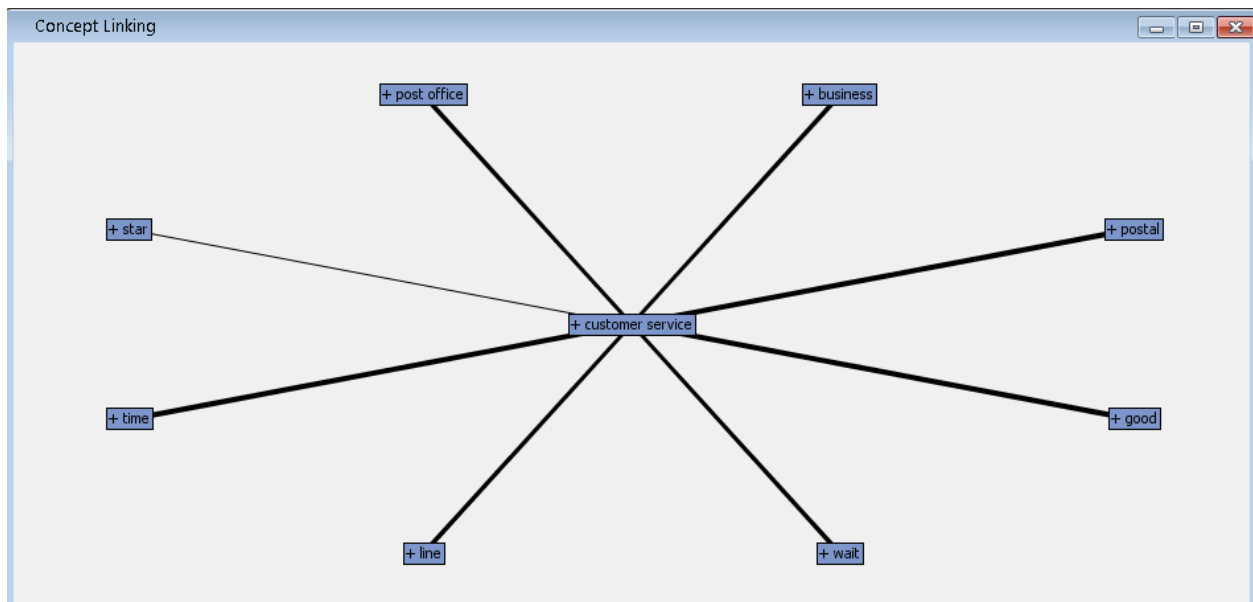 Concept Linking
+ post office
+ business
+ star
+ postal
+ customer service
+ time
+ good
+ line
+ wait